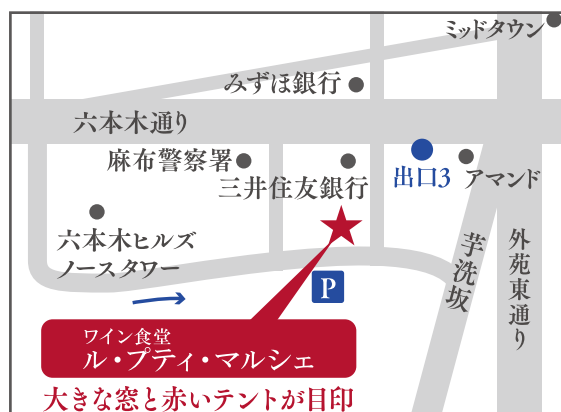 ミッドタウン
みずほ銀行
六本木通り
麻布警察署
三井住友銀行
出口3
アマンド
六本木ヒルズ
ノースタワー
芋洗坂
外苑東通り
P
ワイン食堂
ル・プティ・マルシェ
大きな窓と赤いテントが目印